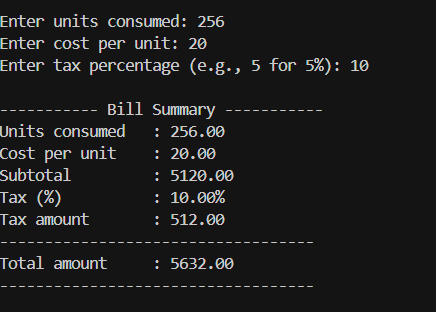 Enter units consumed: 256
Enter cost per unit: 20
Enter tax percentage (e.g., 5 for 5%): 10
----------- Bill Summary -----------
Units consumed   : 256.00
Cost per unit    : 20.00
Subtotal         : 5120.00
Tax (%)          : 10.00%
Tax amount       : 512.00
-----------------------------------
Total amount     : 5632.00
-----------------------------------